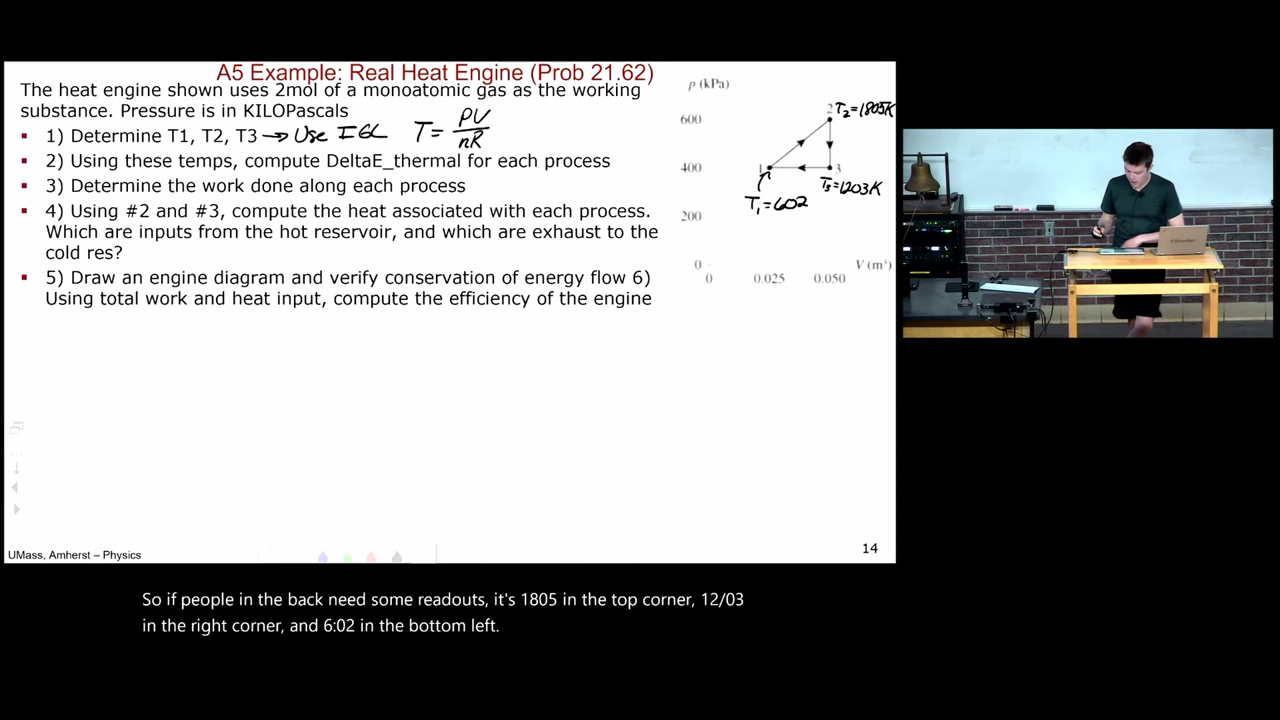 A5 Example: Real Heat Engine (Prob 21.62)
The heat engine shown uses 2mol of a monoatomic gas as the working
substance. Pressure is in KILOPascals
1) Determine T1, T2, T3 → Use IGL T = PV/nR
2) Using these temps, compute DeltaE_thermal for each process
3) Determine the work done along each process
4) Using #2 and #3, compute the heat associated with each process.
Which are inputs from the hot reservoir, and which are exhaust to the
cold res?
5) Draw an engine diagram and verify conservation of energy flow 6)
Using total work and heat input, compute the efficiency of the engine
p (kPa)
2 T2=1805K
600
400 1 3
T3=1203K
T1=602
200
0
0 0.025 0.050 V (m³)
UMass, Amherst – Physics
14
So if people in the back need some readouts, it's 1805 in the top corner, 12/03
in the right corner, and 6:02 in the bottom left.